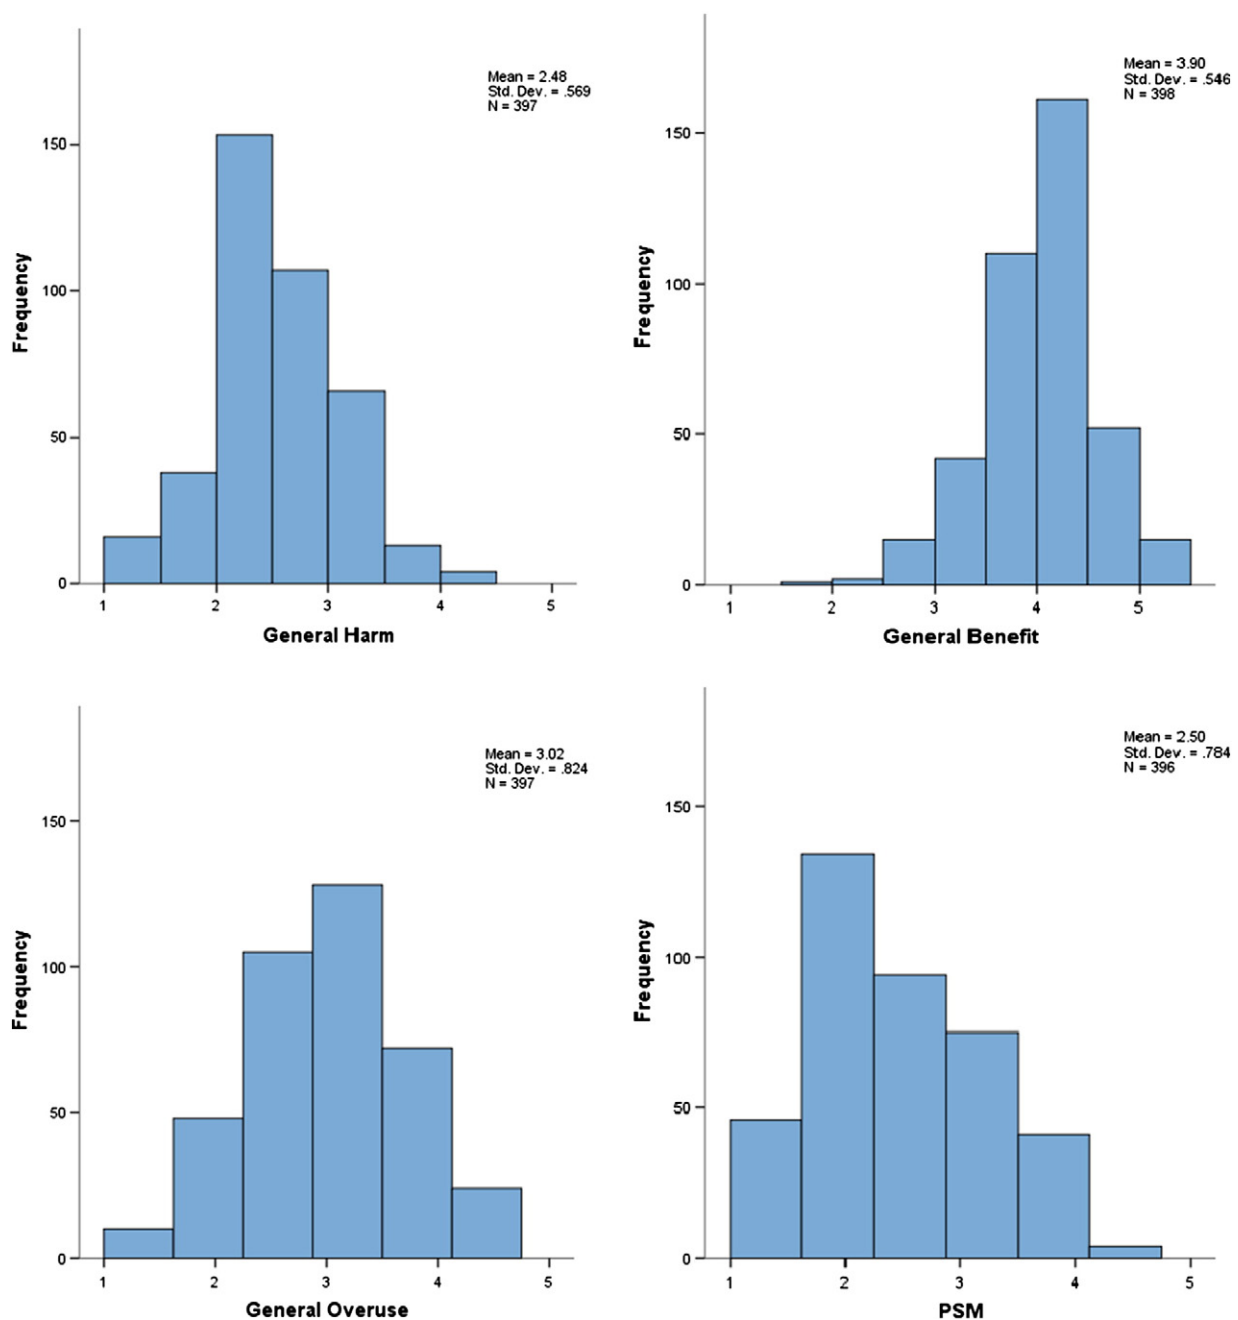 Mean = 2.48
Std. Dev. = .569
N = 397
150
100
50
0
Frequency
1 2 3 4 5
General Harm
Mean = 3.90
Std. Dev. = .546
N = 398
150
100
50
0
Frequency
1 2 3 4 5
General Benefit
Mean = 3.02
Std. Dev. = .824
N = 397
150
100
50
0
Frequency
1 2 3 4 5
General Overuse
Mean = 2.50
Std. Dev. = .784
N = 396
150
100
50
0
Frequency
1 2 3 4 5
PSM